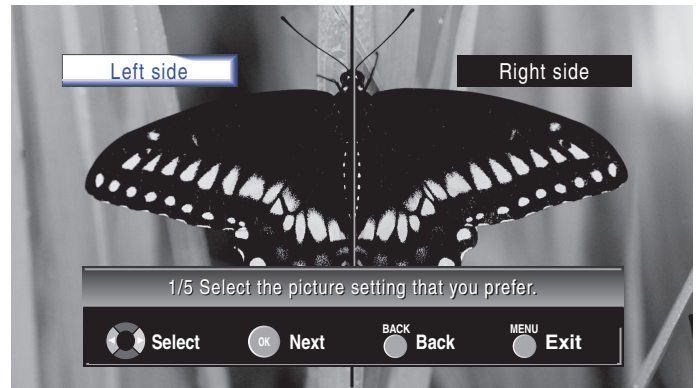 Left side Right side
1/5 Select the picture setting that you prefer.
Select OK Next BACK Back MENU Exit